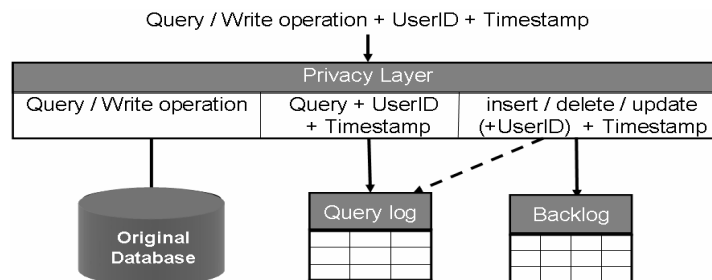 Query / Write operation + UserID + Timestamp
Privacy Layer
Query / Write operation
Query + UserID
+ Timestamp
insert / delete / update
(+UserID) + Timestamp
Original
Database
Query log
Backlog